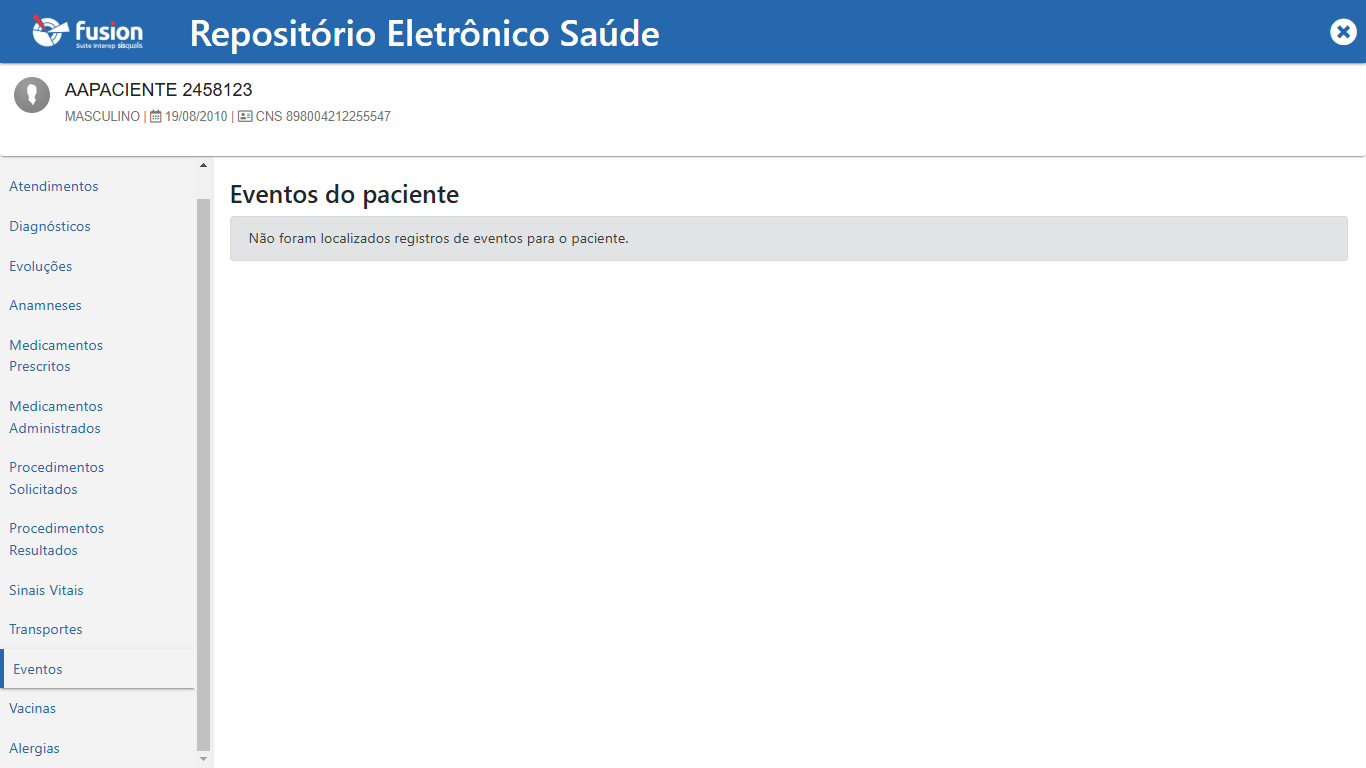 fusion
Suite Interop sisqualis
Repositório Eletrônico Saúde
AAPACIENTE 2458123
MASCULINO | 19/08/2010 | CNS 898004212255547
Atendimentos
Diagnósticos
Evoluções
Anamneses
Medicamentos
Prescritos
Medicamentos
Administrados
Procedimentos
Solicitados
Procedimentos
Resultados
Sinais Vitais
Transportes
Eventos
Vacinas
Alergias
Eventos do paciente
Não foram localizados registros de eventos para o paciente.